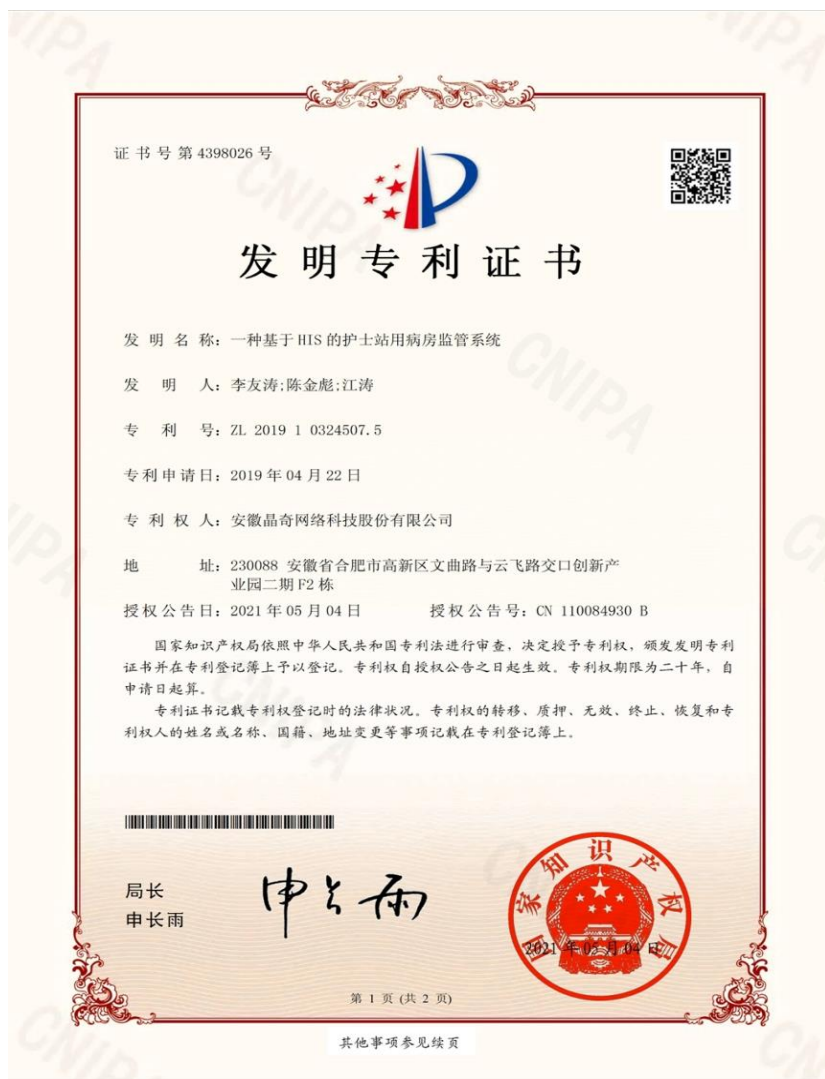 证书号第4398026号
发明专利证书
发明名称：一种基于HIS的护士站用病房监管系统
发明人：李友涛;陈金彪;江涛
专利号：ZL 2019 1 0324507.5
专利申请日：2019年04月22日
专利权人：安徽晶奇网络科技股份有限公司
地址：230088 安徽省合肥市高新区文曲路与云飞路交口创新产
业园二期F2栋
授权公告日：2021年05月04日 授权公告号：CN 110084930 B
国家知识产权局依照中华人民共和国专利法进行审查，决定授予专利权，颁发发明专利
证书并在专利登记簿上予以登记。专利权自授权公告之日起生效。专利权期限为二十年，自
申请日起算。
专利证书记载专利权登记时的法律状况。专利权的转移、质押、无效、终止、恢复和专
利权人的姓名或名称、国籍、地址变更等事项记载在专利登记簿上。
局长
申长雨
申长雨
国家知识产权局
2021年05月04日
第 1 页 (共 2 页)
其他事项参见续页
CNIPA